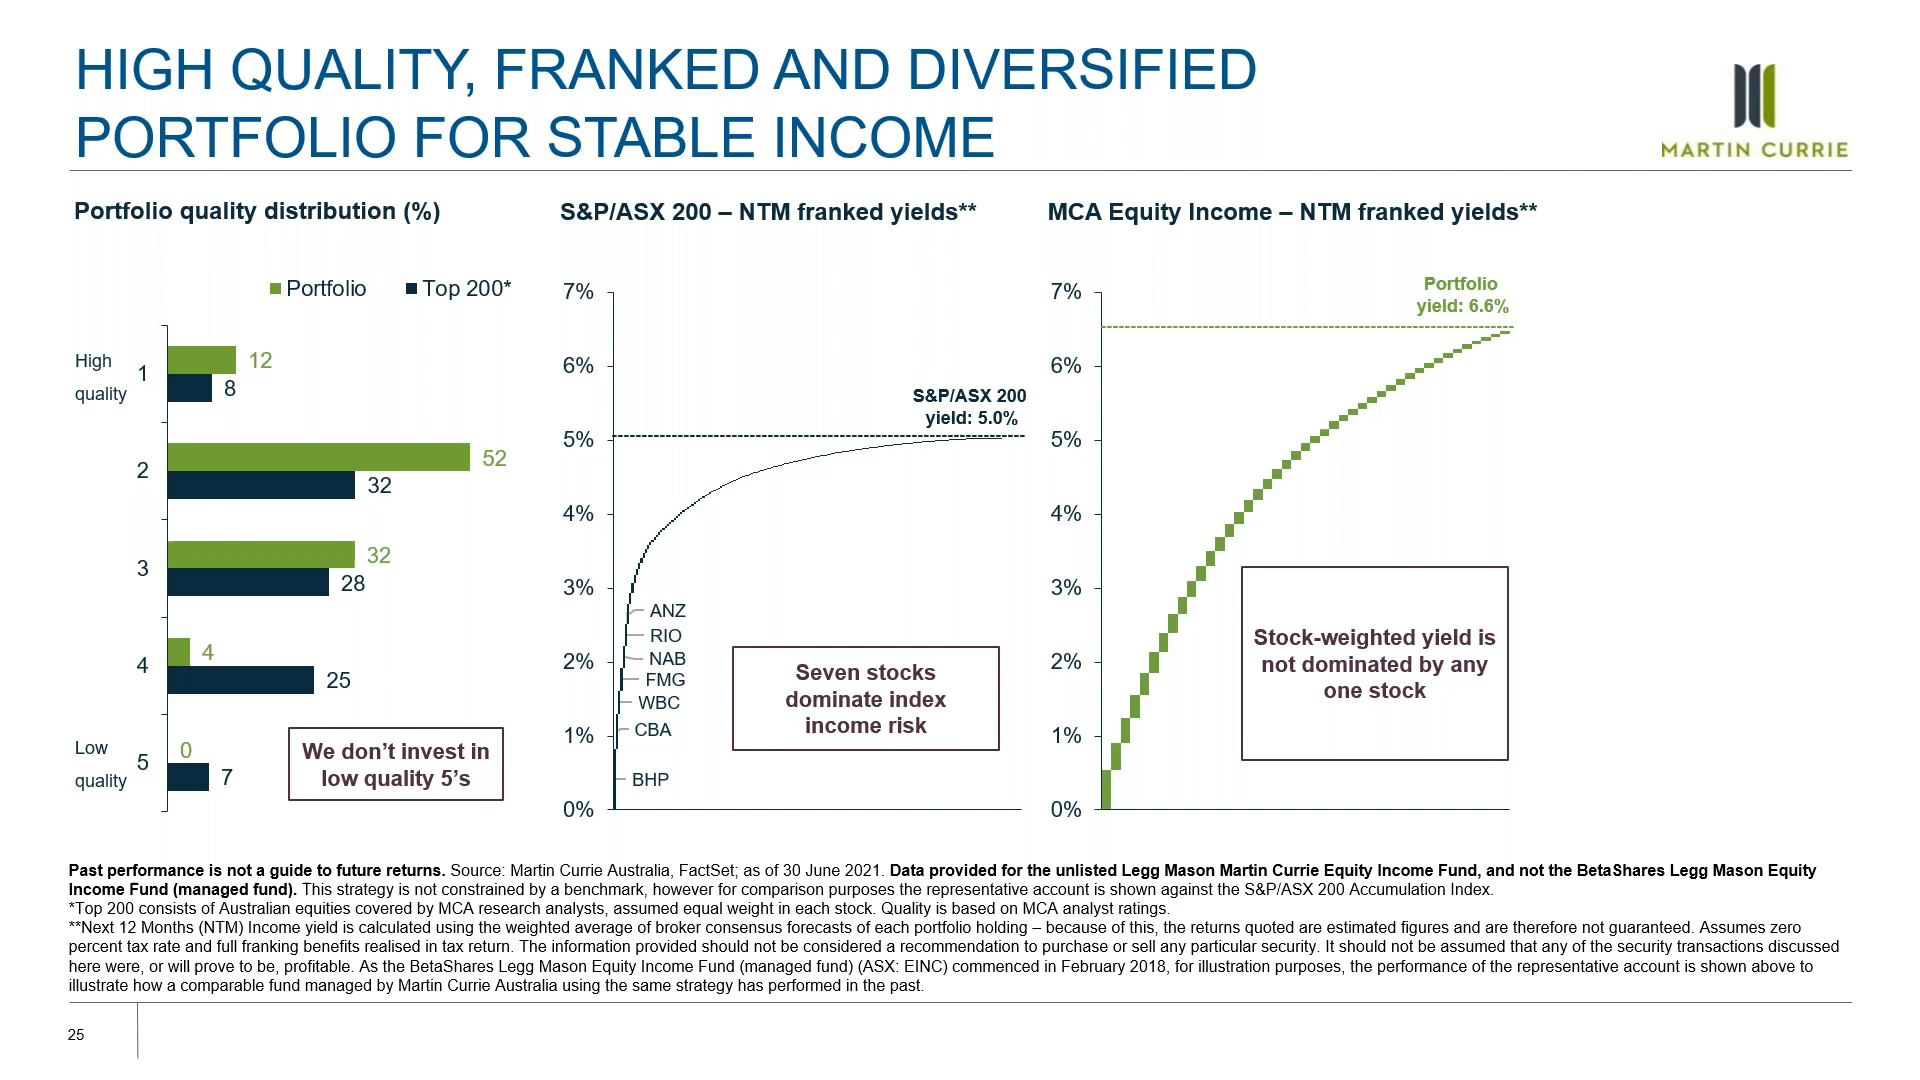 HIGH QUALITY, FRANKED AND DIVERSIFIED
PORTFOLIO FOR STABLE INCOME
MARTIN CURRIE
Portfolio quality distribution (%)
Portfolio
Top 200*
High
quality
1
12
8
2
52
32
3
32
28
4
4
25
Low
quality
5
0
7
We don’t invest in
low quality 5’s
S&P/ASX 200 – NTM franked yields**
7%
6%
5%
4%
3%
2%
1%
0%
S&P/ASX 200
yield: 5.0%
ANZ
RIO
NAB
FMG
WBC
CBA
BHP
Seven stocks
dominate index
income risk
MCA Equity Income – NTM franked yields**
7%
6%
5%
4%
3%
2%
1%
0%
Portfolio
yield: 6.6%
Stock-weighted yield is
not dominated by any
one stock
Past performance is not a guide to future returns. Source: Martin Currie Australia, FactSet; as of 30 June 2021. Data provided for the unlisted Legg Mason Martin Currie Equity Income Fund, and not the BetaShares Legg Mason Equity
Income Fund (managed fund). This strategy is not constrained by a benchmark, however for comparison purposes the representative account is shown against the S&P/ASX 200 Accumulation Index.
*Top 200 consists of Australian equities covered by MCA research analysts, assumed equal weight in each stock. Quality is based on MCA analyst ratings.
**Next 12 Months (NTM) Income yield is calculated using the weighted average of broker consensus forecasts of each portfolio holding – because of this, the returns quoted are estimated figures and are therefore not guaranteed. Assumes zero
percent tax rate and full franking benefits realised in tax return. The information provided should not be considered a recommendation to purchase or sell any particular security. It should not be assumed that any of the security transactions discussed
here were, or will prove to be, profitable. As the BetaShares Legg Mason Equity Income Fund (managed fund) (ASX: EINC) commenced in February 2018, for illustration purposes, the performance of the representative account is shown above to
illustrate how a comparable fund managed by Martin Currie Australia using the same strategy has performed in the past.
25